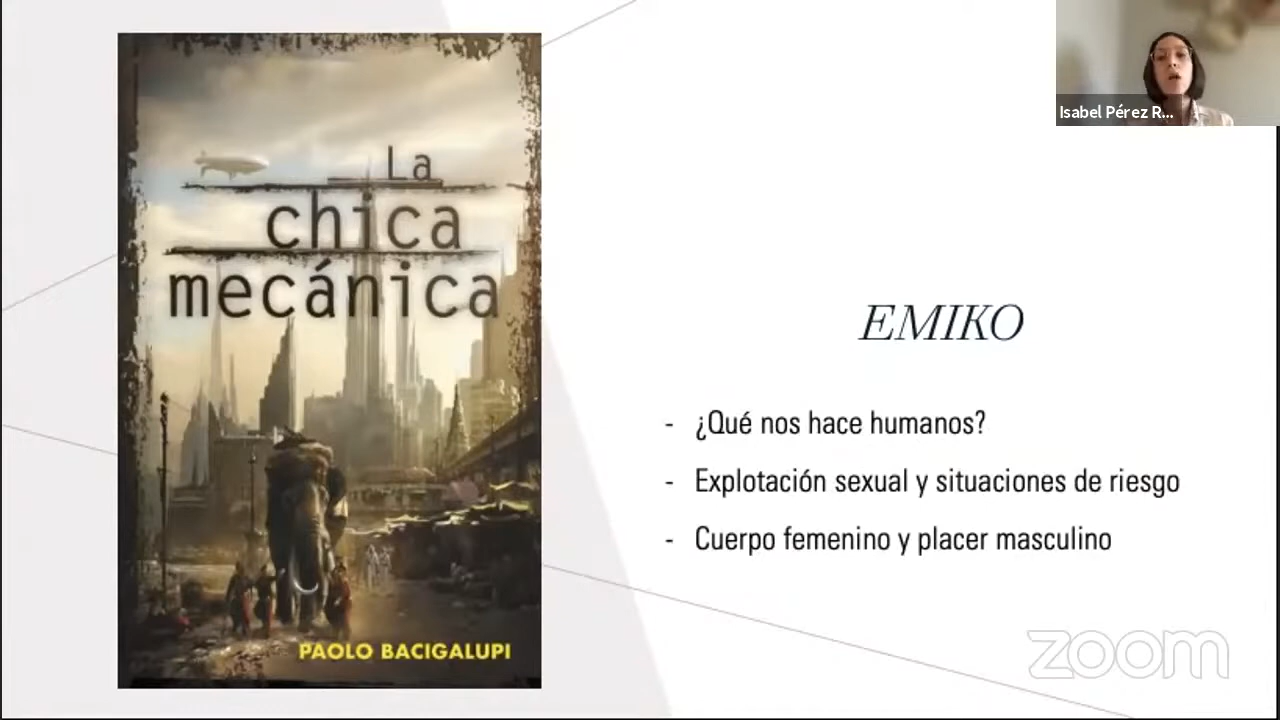 La
chica
mecánica
PAOLO BACIGALUPI
EMIKO
- ¿Qué nos hace humanos?
- Explotación sexual y situaciones de riesgo
- Cuerpo femenino y placer masculino
Isabel Pérez R...
zoom